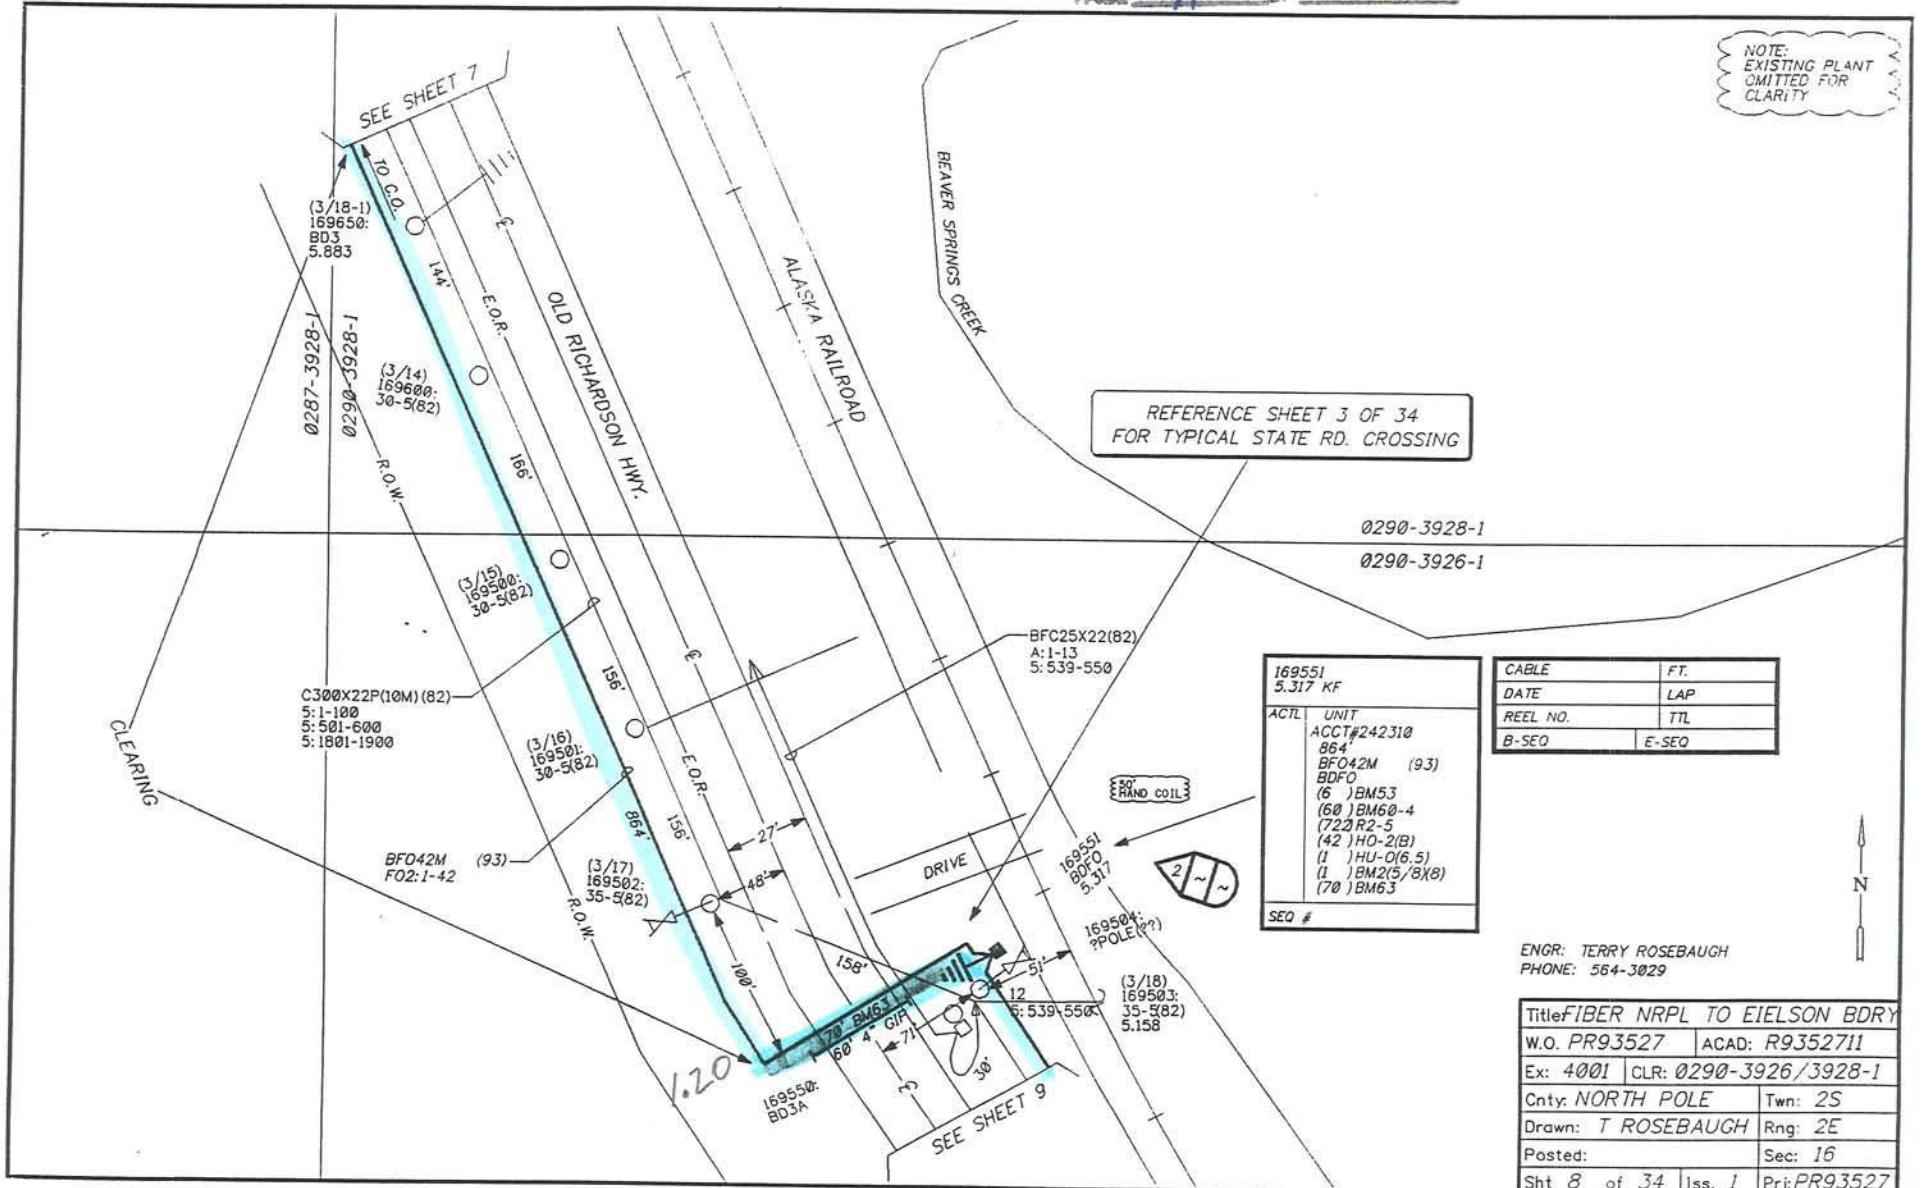 NOTE:
EXISTING PLANT
OMITTED FOR
CLARITY
SEE SHEET 7
TO C.O.
(3/18-1)
169650:
BD3
5.883
144'
E.O.R.
OLD RICHARDSON HWY.
ALASKA RAILROAD
BEAVER SPRINGS CREEK
0287-3928-1
0290-3928-1
(3/14)
169600:
30-5(82)
R.O.W.
166'
REFERENCE SHEET 3 OF 34
FOR TYPICAL STATE RD. CROSSING
0290-3928-1
0290-3926-1
(3/15)
169500:
30-5(82)
156'
BFC25X22(82)
A:1-13
5:539-550
C300X22P(10M)(82)
5:1-100
5:501-600
5:1801-1900
CLEARING
(3/16)
169501:
30-5(82)
E.O.R.
864'
156'
27'
BFO42M (93)
FO2:1-42
(3/17)
169502:
35-5(82)
48'
R.O.W.
DRIVE
50'
HAND COIL
169551
BDFO
5.317
2 ~ ~
169504:
?POLE(??)
100'
158'
51'
12
5:539-550
(3/18)
169503:
35-5(82)
5.158
70' BM63
60' 4" GIP
71'
30'
1.20
169550:
BD3A
SEE SHEET 9
169551
5.317 KF
ACTL UNIT
ACCT#242310
864'
BFO42M (93)
BDFO
(6 )BM53
(60 )BM60-4
(722)R2-5
(42 )HO-2(B)
(1 )HU-O(6.5)
(1 )BM2(5/8)(8)
(70 )BM63
SEQ #
CABLE FT.
DATE LAP
REEL NO. TTL
B-SEQ E-SEQ
N
ENGR: TERRY ROSEBAUGH
PHONE: 564-3029
Title FIBER NRPL TO EIELSON BDRY
W.O. PR93527 ACAD: R9352711
Ex: 4001 CLR: 0290-3926/3928-1
Cnty: NORTH POLE Twn: 2S
Drawn: T ROSEBAUGH Rng: 2E
Posted: Sec: 16
Sht 8 of 34 Iss. 1 Pri: PR93527